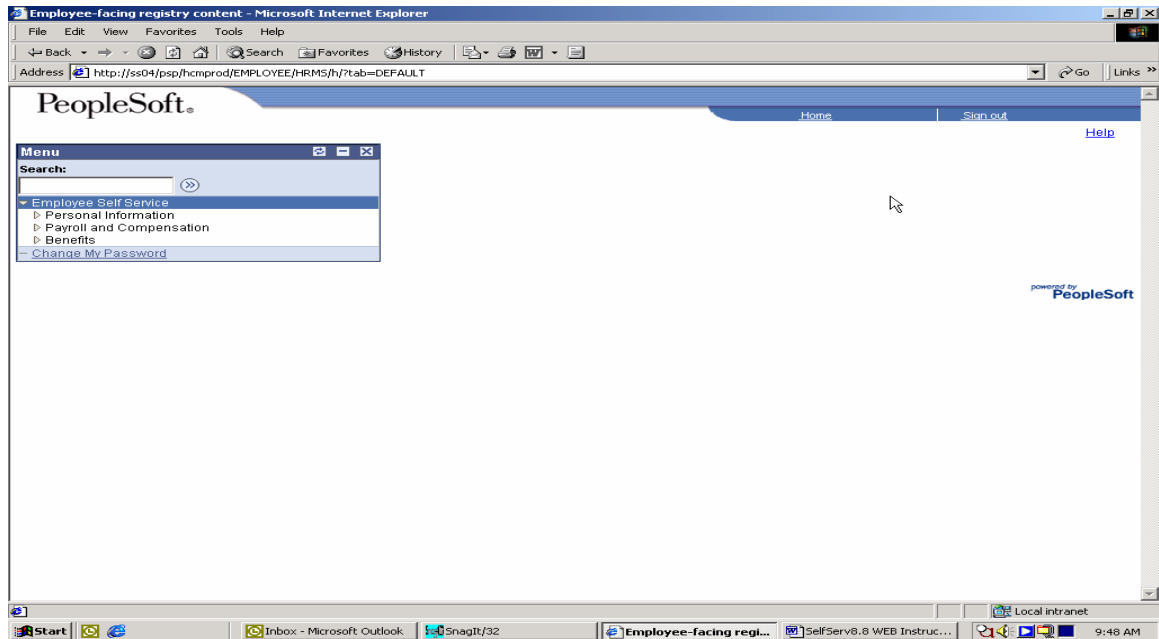 Employee-facing registry content - Microsoft Internet Explorer
File Edit View Favorites Tools Help
Back Search Favorites History
Address http://ss04/psp/hcmprod/EMPLOYEE/HRMS/h/?tab=DEFAULT Go Links »
PeopleSoft®
Home Sign out
Help
Menu
Search:
Employee Self Service
Personal Information
Payroll and Compensation
Benefits
Change My Password
powered by
PeopleSoft
Local intranet
Start Inbox - Microsoft Outlook SnagIt/32 Employee-facing regi... SelfServ8.8 WEB Instruc... 9:48 AM